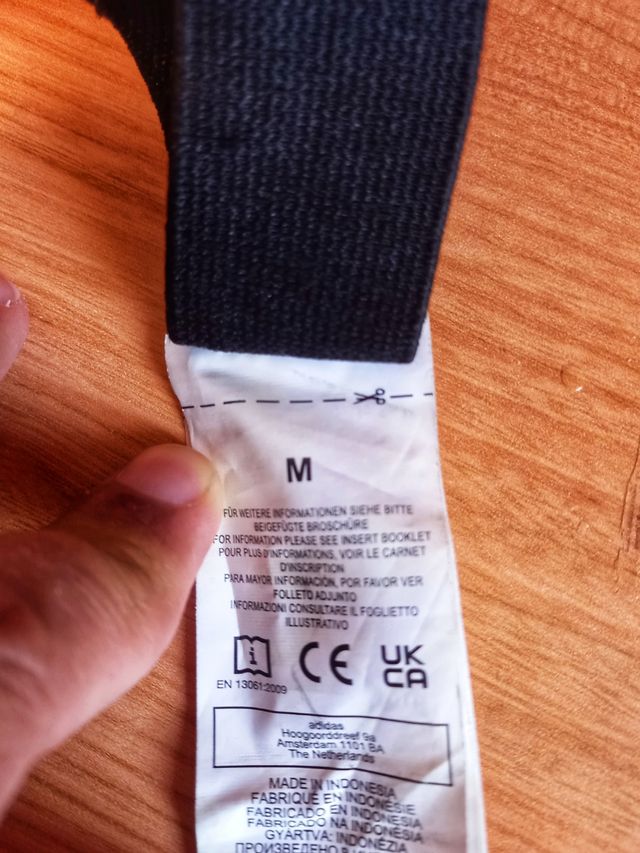 M
FÜR WEITERE INFORMATIONEN SIEHE BITTE
BEIGEFÜGTE BROSCHÜRE
FOR INFORMATION PLEASE SEE INSERT BOOKLET
POUR PLUS D'INFORMATIONS, VOIR LE CARNET
D'INSCRIPTION
PARA MAYOR INFORMACIÓN, POR FAVOR VER
FOLLETO ADJUNTO
INFORMAZIONI CONSULTARE IL FOGLIETTO
ILLUSTRATIVO
i CE UK
CA
EN 13061:2009
adidas
Hoogoorddreef 9a
Amsterdam 1101 BA
The Netherlands
MADE IN INDONESIA
FABRIQUÉ EN INDONÉSIE
FABRICADO EN INDONESIA
FABRICADO NA INDONÉSIA
GYÁRTVA: INDONÉZIA
ПРОИЗВЕДЕНО В